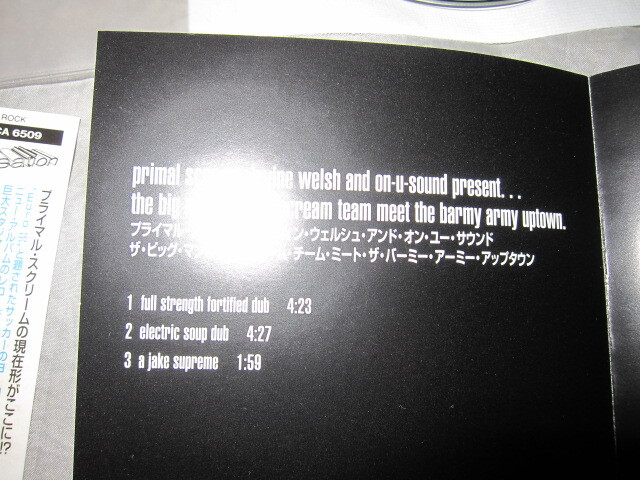 primal welsh and on-u-sound present...
the big scream team meet the barmy army uptown.
プライマル・ ン・ウェルシュ・アンド・オン・ユー・サウンド
ザ・ビッグ・マン チーム・ミート・ザ・バーミー・アーミー・アップタウン
1 full strength fortified dub 4:23
2 electric soup dub 4:27
3 a jake supreme 1:59
ROCK
CA 6509
プライマル・スクリームの現在形がここに!?